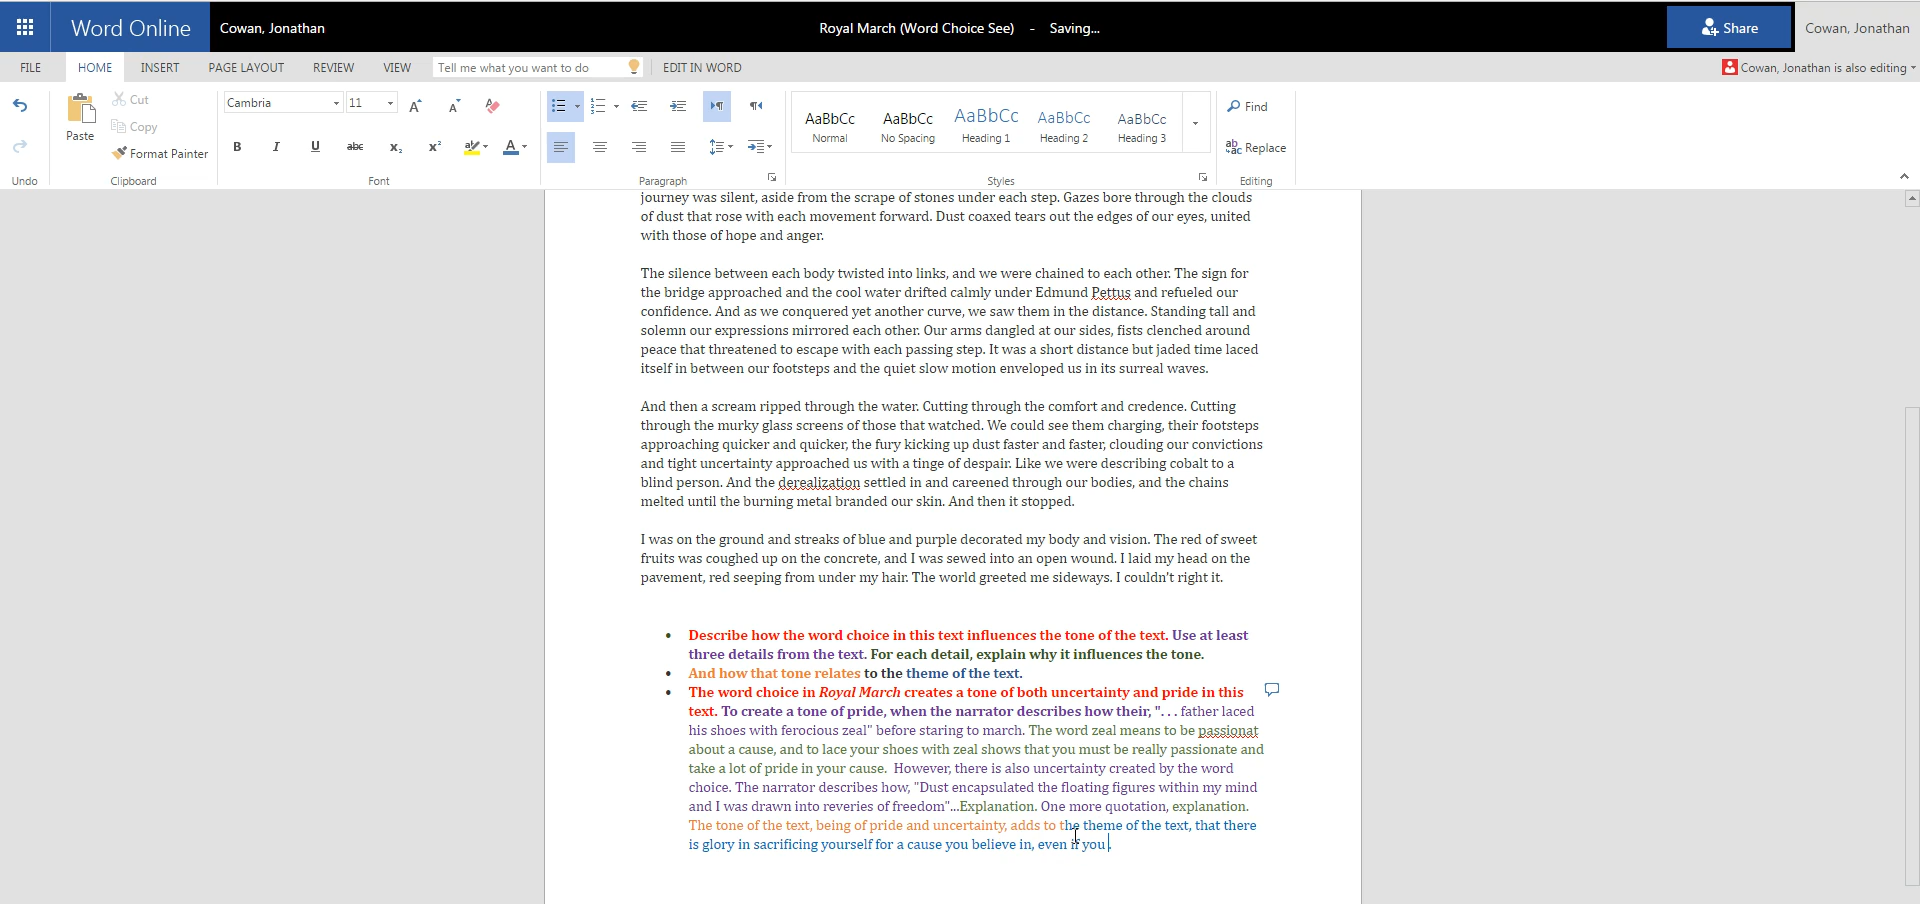 Word Online
Cowan, Jonathan
Royal March (Word Choice See) - Saving...
Share
Cowan, Jonathan
FILE HOME INSERT PAGE LAYOUT REVIEW VIEW Tell me what you want to do EDIT IN WORD
Cowan, Jonathan is also editing
Paste
Cut
Copy
Format Painter
Cambria 11
B I U abc x₂ x²
AaBbCc AaBbCc AaBbCc AaBbCc AaBbCc
Normal No Spacing Heading 1 Heading 2 Heading 3
Find
Replace
Undo Clipboard Font Paragraph Styles Editing
journey was silent, aside from the scrape of stones under each step. Gazes bore through the clouds
of dust that rose with each movement forward. Dust coaxed tears out the edges of our eyes, united
with those of hope and anger.
The silence between each body twisted into links, and we were chained to each other. The sign for
the bridge approached and the cool water drifted calmly under Edmund Pettus and refueled our
confidence. And as we conquered yet another curve, we saw them in the distance. Standing tall and
solemn our expressions mirrored each other. Our arms dangled at our sides, fists clenched around
peace that threatened to escape with each passing step. It was a short distance but jaded time laced
itself in between our footsteps and the quiet slow motion enveloped us in its surreal waves.
And then a scream ripped through the water. Cutting through the comfort and credence. Cutting
through the murky glass screens of those that watched. We could see them charging, their footsteps
approaching quicker and quicker, the fury kicking up dust faster and faster, clouding our convictions
and tight uncertainty approached us with a tinge of despair. Like we were describing cobalt to a
blind person. And the derealization settled in and careened through our bodies, and the chains
melted until the burning metal branded our skin. And then it stopped.
I was on the ground and streaks of blue and purple decorated my body and vision. The red of sweet
fruits was coughed up on the concrete, and I was sewed into an open wound. I laid my head on the
pavement, red seeping from under my hair. The world greeted me sideways. I couldn't right it.
• Describe how the word choice in this text influences the tone of the text. Use at least
three details from the text. For each detail, explain why it influences the tone.
• And how that tone relates to the theme of the text.
• The word choice in Royal March creates a tone of both uncertainty and pride in this
text. To create a tone of pride, when the narrator describes how their, "... father laced
his shoes with ferocious zeal" before staring to march. The word zeal means to be passionat
about a cause, and to lace your shoes with zeal shows that you must be really passionate and
take a lot of pride in your cause. However, there is also uncertainty created by the word
choice. The narrator describes how, "Dust encapsulated the floating figures within my mind
and I was drawn into reveries of freedom"...Explanation. One more quotation, explanation.
The tone of the text, being of pride and uncertainty, adds to the theme of the text, that there
is glory in sacrificing yourself for a cause you believe in, even if you .